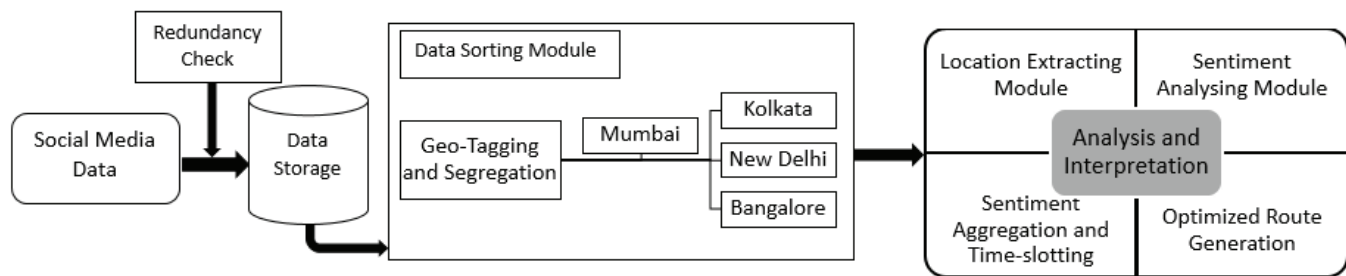 Redundancy
Check
Social Media
Data
Data
Storage
Data Sorting Module
Geo-Tagging
and Segregation
Mumbai
Kolkata
New Delhi
Bangalore
Location Extracting
Module
Sentiment
Analysing Module
Analysis and
Interpretation
Sentiment
Aggregation and
Time-slotting
Optimized Route
Generation